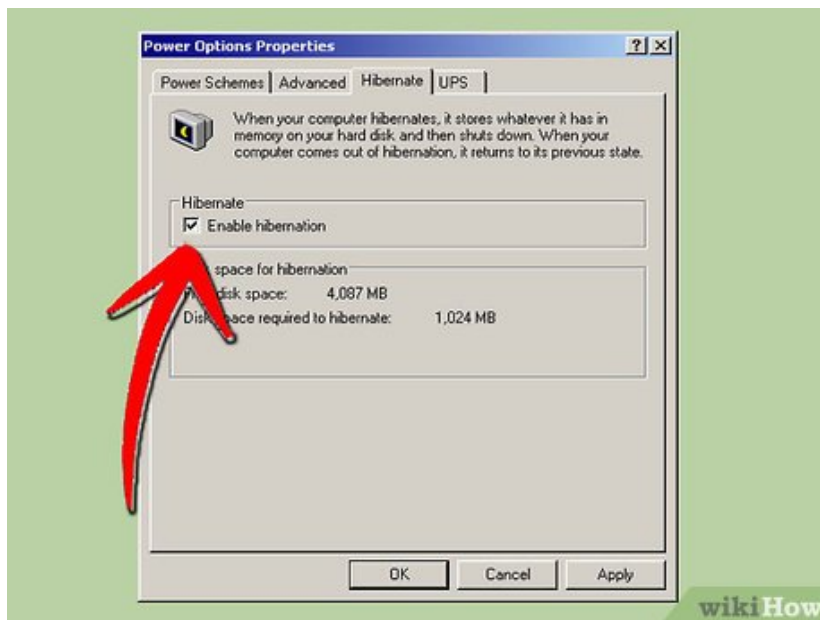 Power Options Properties
Power Schemes Advanced Hibernate UPS
When your computer hibernates, it stores whatever it has in
memory on your hard disk and then shuts down. When your
computer comes out of hibernation, it returns to its previous state.
Hibernate
Enable hibernation
space for hibernation
disk space: 4,087 MB
Disk space required to hibernate: 1,024 MB
OK Cancel Apply
wikiHow